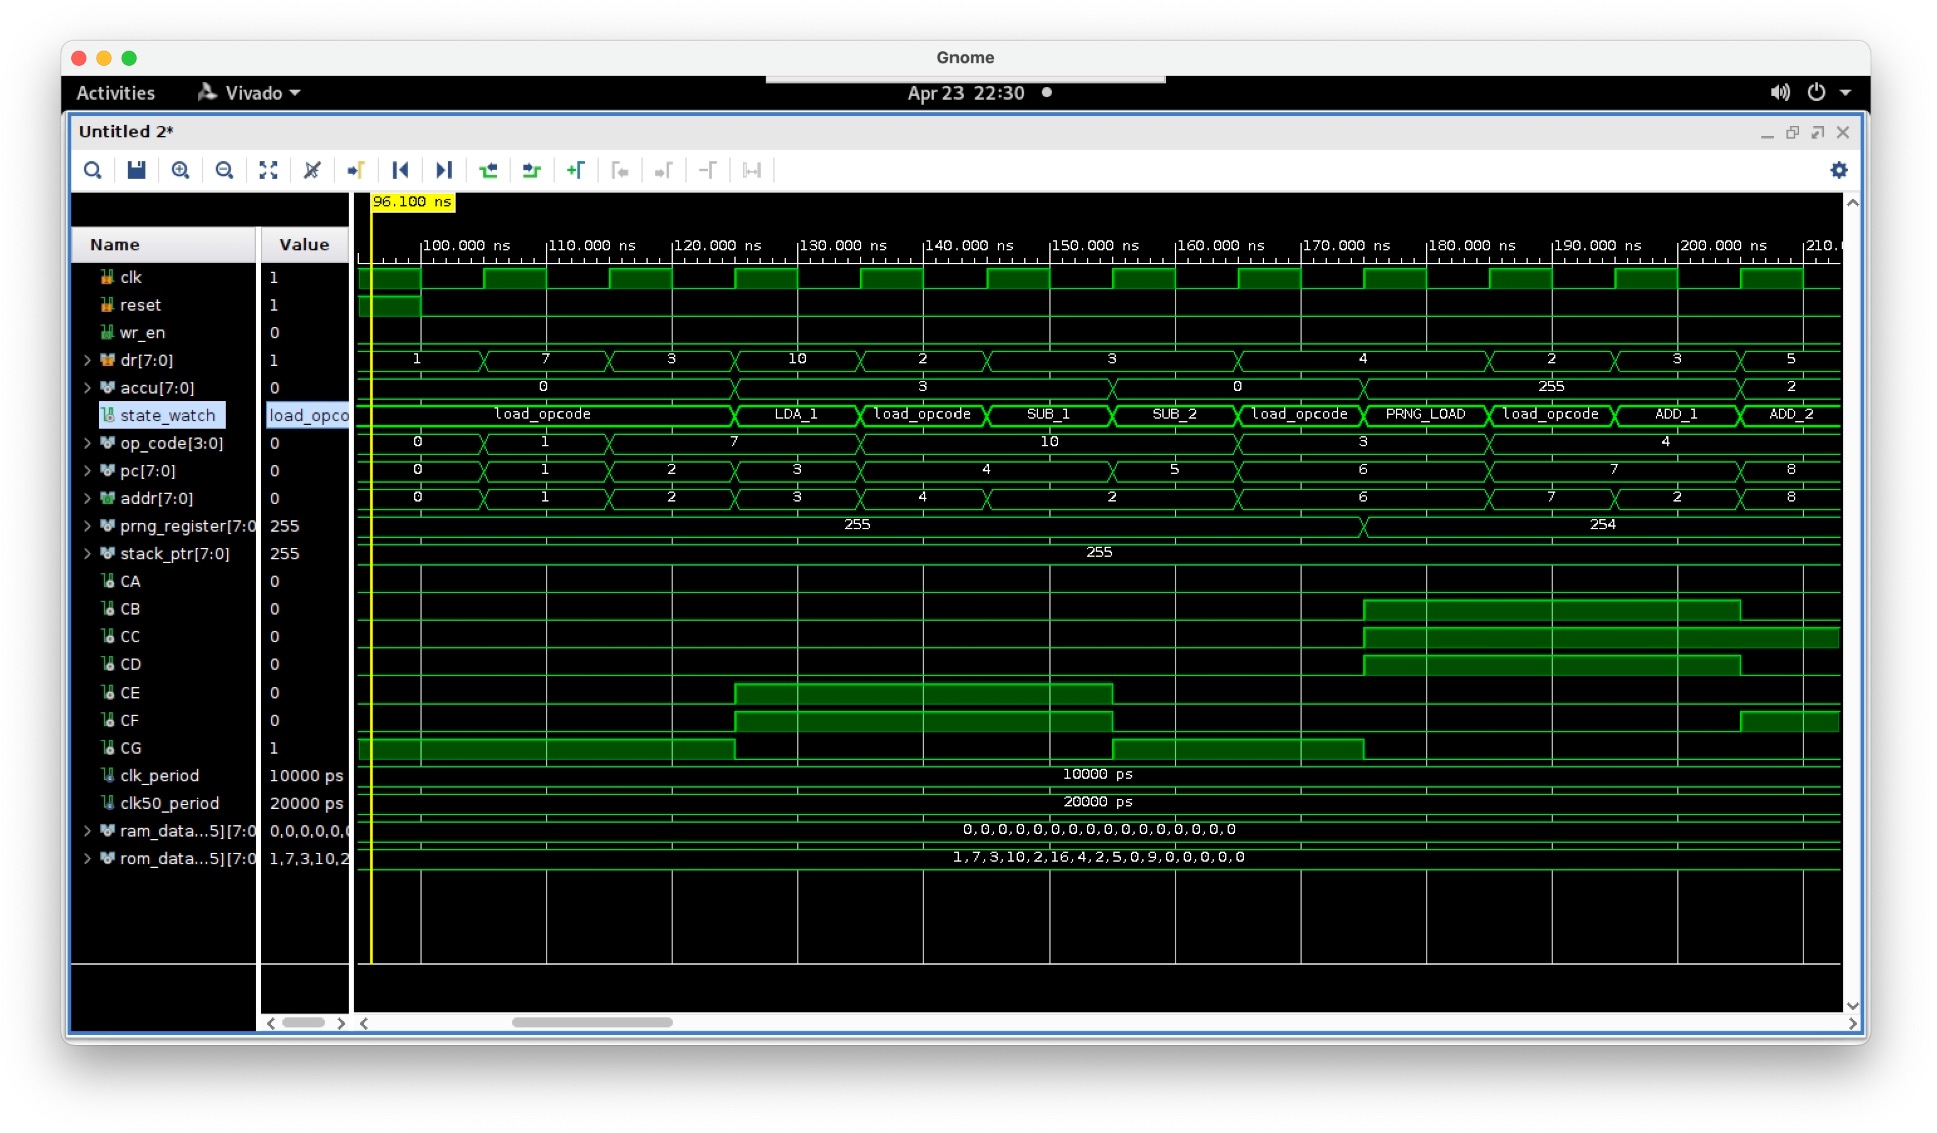 Gnome
Activities Vivado Apr 23 22:30
Untitled 2*
96.100 ns
Name Value 100.000 ns 110.000 ns 120.000 ns 130.000 ns 140.000 ns 150.000 ns 160.000 ns 170.000 ns 180.000 ns 190.000 ns 200.000 ns 210.
clk 1
reset 1
wr_en 0
dr[7:0] 1 1 7 3 10 2 3 4 2 3 5
accu[7:0] 0 0 3 0 255 2
state_watch load_opco load_opcode LDA_1 load_opcode SUB_1 SUB_2 load_opcode PRNG_LOAD load_opcode ADD_1 ADD_2
op_code[3:0] 0 0 1 7 10 3 4
pc[7:0] 0 0 1 2 3 4 5 6 7 8
addr[7:0] 0 0 1 2 3 4 2 6 7 2 8
prng_register[7:0 255 255 254
stack_ptr[7:0] 255 255
CA 0
CB 0
CC 0
CD 0
CE 0
CF 0
CG 1
clk_period 10000 ps 10000 ps
clk50_period 20000 ps 20000 ps
ram_data...5][7:0 0,0,0,0,0,0 0,0,0,0,0,0,0,0,0,0,0,0,0,0,0,0
rom_data...5][7:0 1,7,3,10,2 1,7,3,10,2,16,4,2,5,0,9,0,0,0,0,0